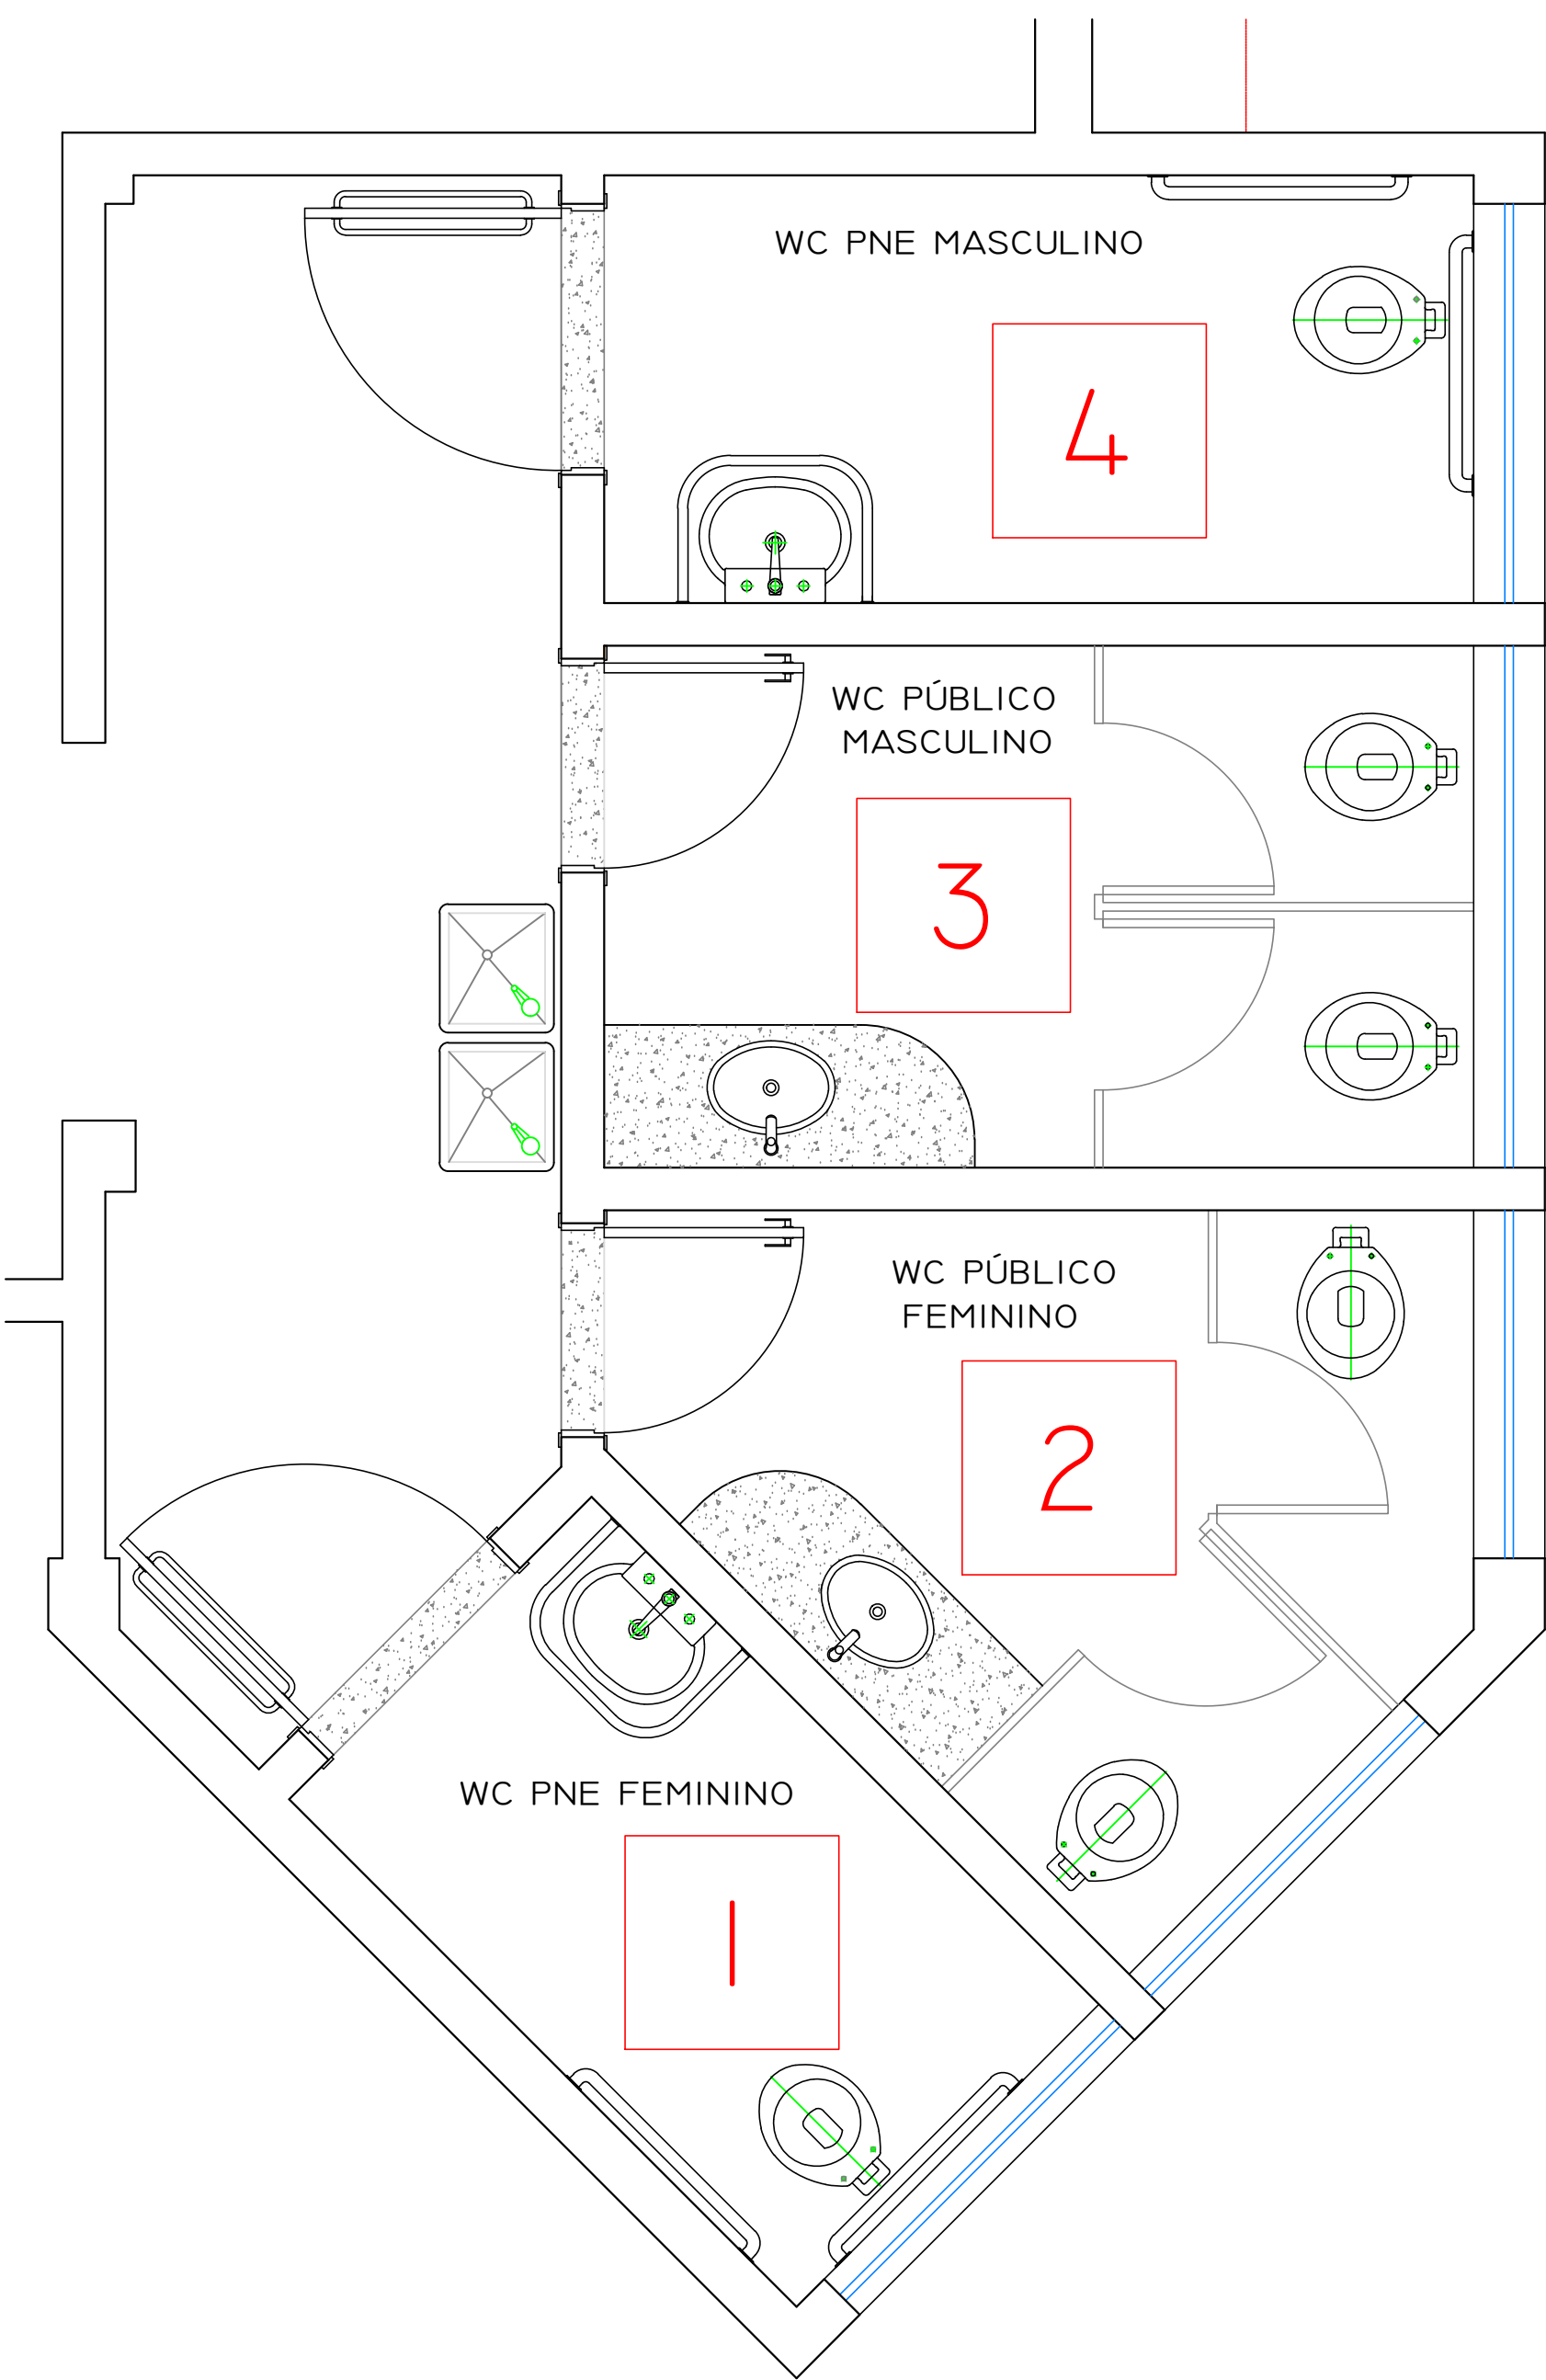 WC PNE MASCULINO
4
WC PÚBLICO
MASCULINO
3
WC PÚBLICO
FEMININO
2
WC PNE FEMININO
1